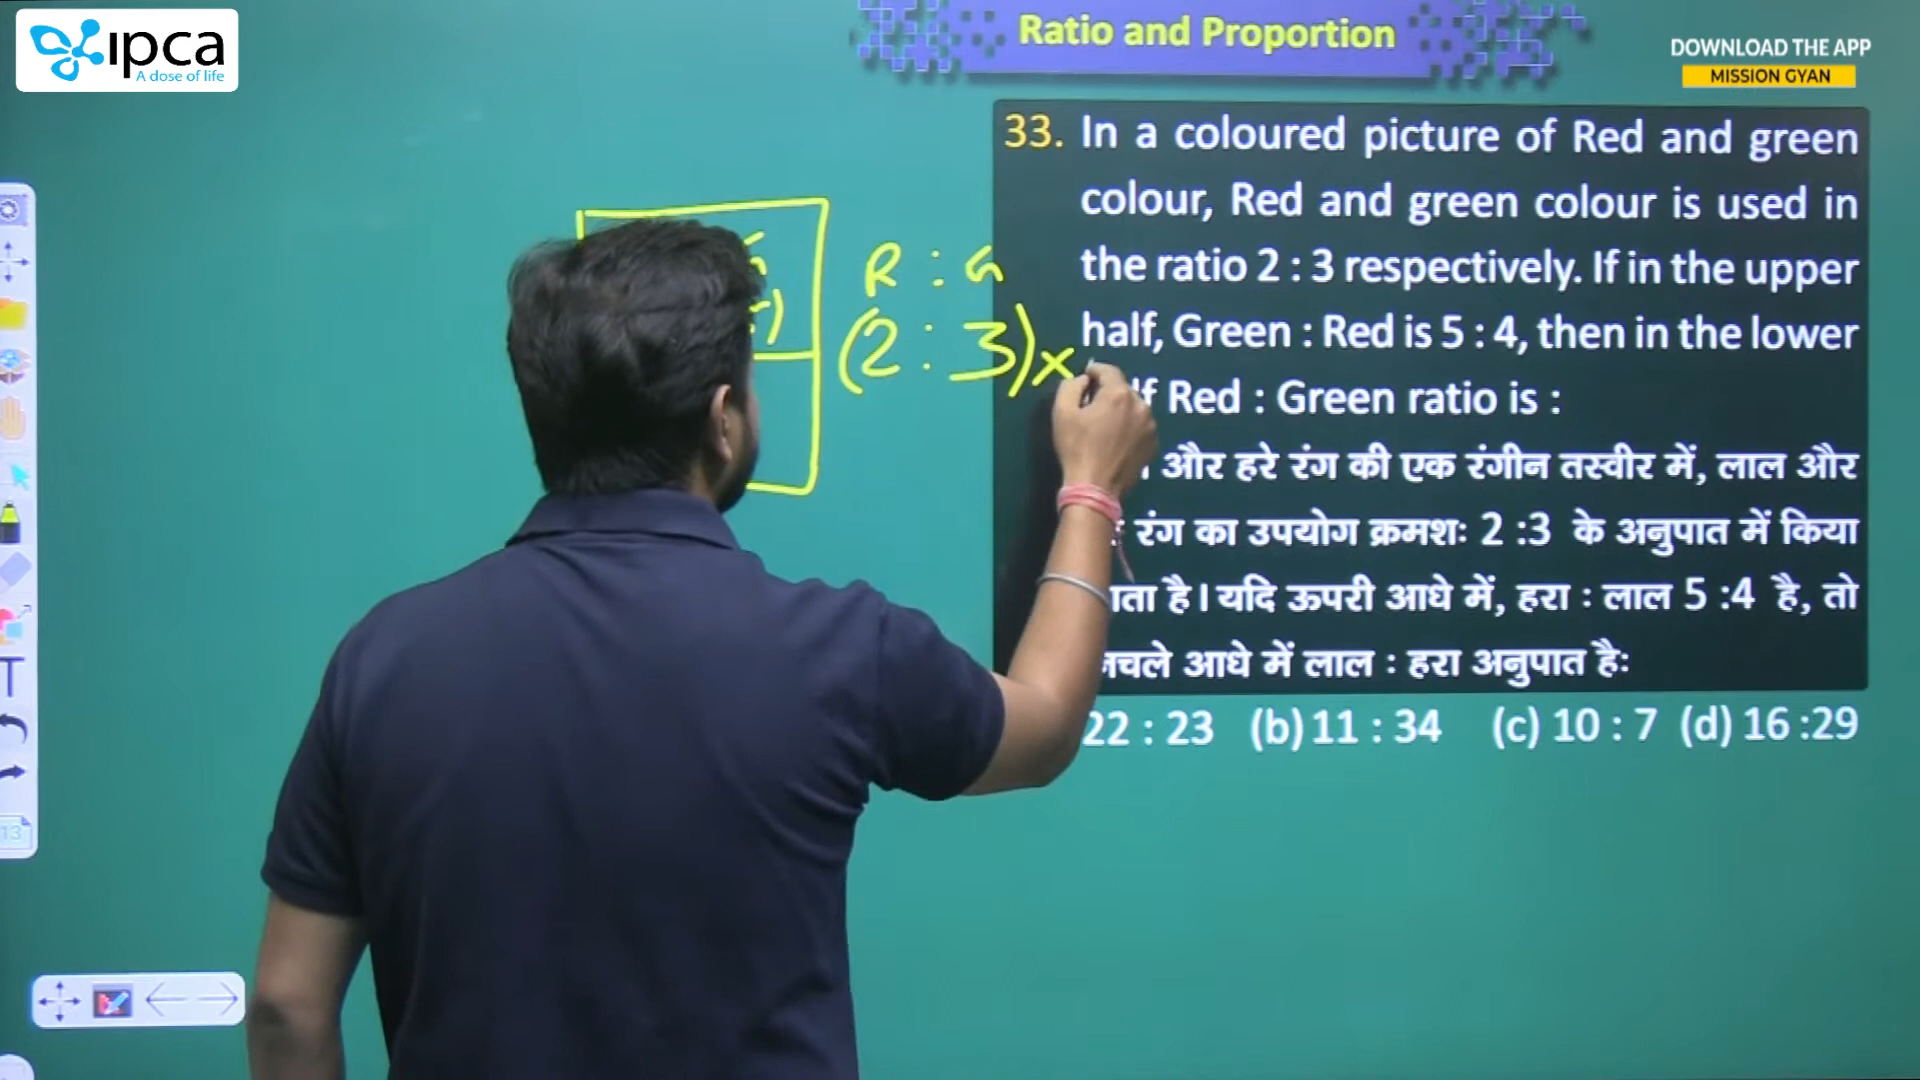 ipca
A dose of life
Ratio and Proportion
DOWNLOAD THE APP
MISSION GYAN
33. In a coloured picture of Red and green
colour, Red and green colour is used in
the ratio 2 : 3 respectively. If in the upper
half, Green : Red is 5 : 4, then in the lower
Red : Green ratio is :
और हरे रंग की एक रंगीन तस्वीर में, लाल और
रंग का उपयोग क्रमशः 2 :3 के अनुपात में किया
है। यदि ऊपरी आधे में, हरा : लाल 5 :4 है, तो
आधे में लाल : हरा अनुपात हैः
22 : 23 (b) 11 : 34 (c) 10 : 7 (d) 16 :29
R : G
(2 : 3)×
T
13